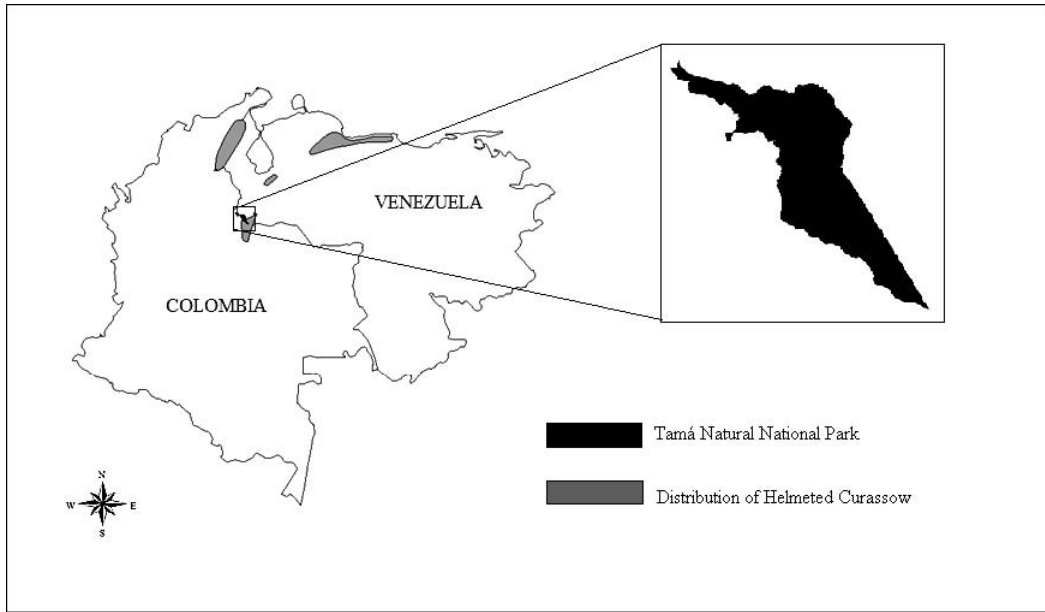 VENEZUELA
COLOMBIA
Tamá Natural National Park
Distribution of Helmeted Curassow
N
W E
S